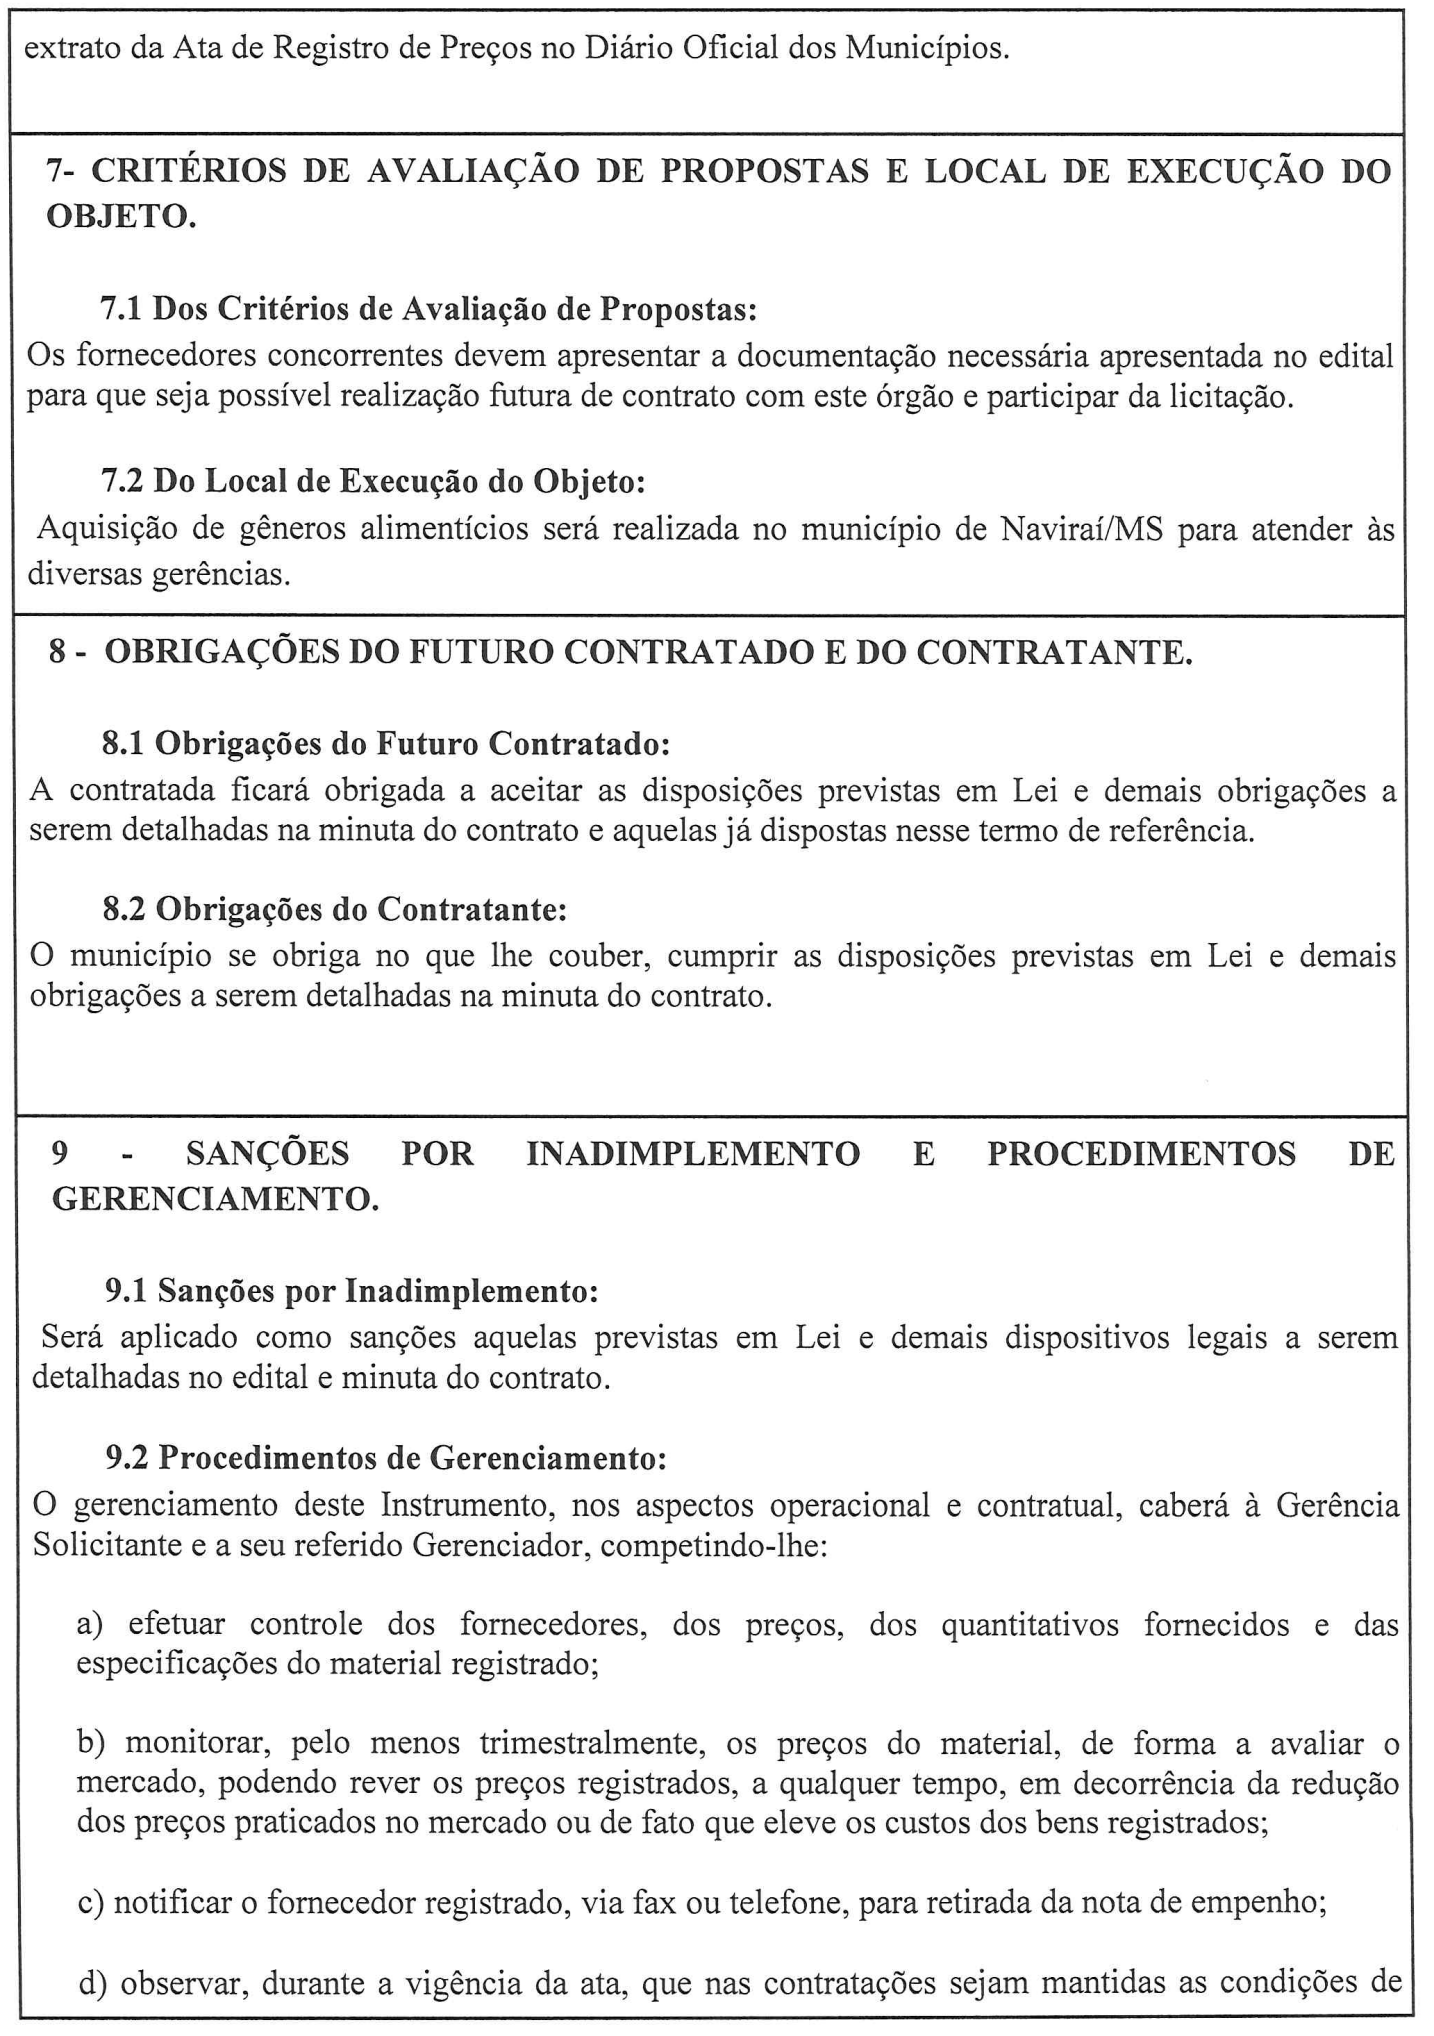 extrato da Ata de Registro de Preços no Diário Oficial dos Municípios.
7- CRITÉRIOS DE AVALIAÇÃO DE PROPOSTAS E LOCAL DE EXECUÇÃO DO
OBJETO.
7.1 Dos Critérios de Avaliação de Propostas:
Os fornecedores concorrentes devem apresentar a documentação necessária apresentada no edital
para que seja possível realização futura de contrato com este órgão e participar da licitação.
7.2 Do Local de Execução do Objeto:
Aquisição de gêneros alimentícios será realizada no município de Naviraí/MS para atender às
diversas gerências.
8 - OBRIGAÇÕES DO FUTURO CONTRATADO E DO CONTRATANTE.
8.1 Obrigações do Futuro Contratado:
A contratada ficará obrigada a aceitar as disposições previstas em Lei e demais obrigações a
serem detalhadas na minuta do contrato e aquelas já dispostas nesse termo de referência.
8.2 Obrigações do Contratante:
O município se obriga no que lhe couber, cumprir as disposições previstas em Lei e demais
obrigações a serem detalhadas na minuta do contrato.
9 - SANÇÕES POR INADIMPLEMENTO E PROCEDIMENTOS DE
GERENCIAMENTO.
9.1 Sanções por Inadimplemento:
Será aplicado como sanções aquelas previstas em Lei e demais dispositivos legais a serem
detalhadas no edital e minuta do contrato.
9.2 Procedimentos de Gerenciamento:
O gerenciamento deste Instrumento, nos aspectos operacional e contratual, caberá à Gerência
Solicitante e a seu referido Gerenciador, competindo-lhe:
a) efetuar controle dos fornecedores, dos preços, dos quantitativos fornecidos e das
especificações do material registrado;
b) monitorar, pelo menos trimestralmente, os preços do material, de forma a avaliar o
mercado, podendo rever os preços registrados, a qualquer tempo, em decorrência da redução
dos preços praticados no mercado ou de fato que eleve os custos dos bens registrados;
c) notificar o fornecedor registrado, via fax ou telefone, para retirada da nota de empenho;
d) observar, durante a vigência da ata, que nas contratações sejam mantidas as condições de